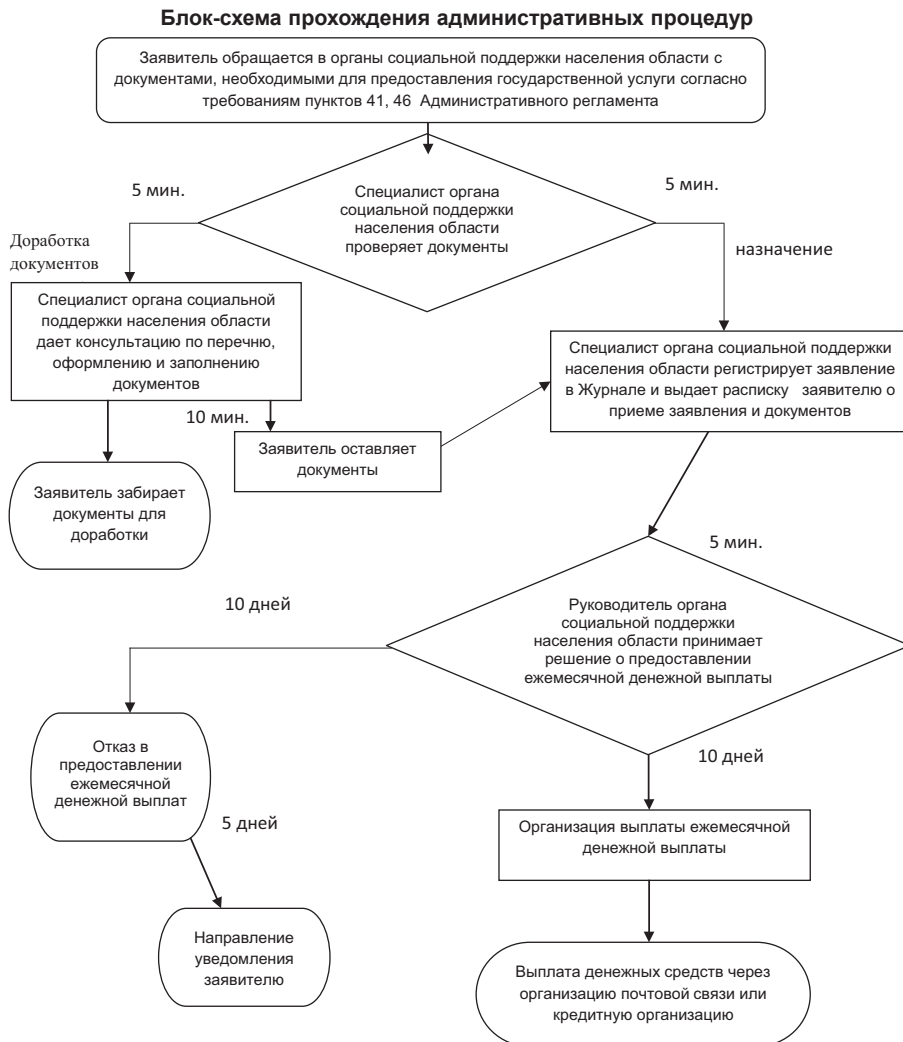 Блок-схема прохождения административных процедур
Заявитель обращается в органы социальной поддержки населения области с
документами, необходимыми для предоставления государственной услуги согласно
требованиям пунктов 41, 46 Административного регламента
5 мин.
5 мин.
Специалист органа
социальной поддержки
населения области
проверяет документы
Доработка
документов
назначение
Специалист органа социальной
поддержки населения области
дает консультацию по перечню,
оформлению и заполнению
документов
Специалист органа социальной поддержки
населения области регистрирует заявление
в Журнале и выдает расписку заявителю о
приеме заявления и документов
10 мин.
Заявитель оставляет
документы
Заявитель забирает
документы для
доработки
5 мин.
10 дней
Руководитель органа
социальной поддержки
населения области принимает
решение о предоставлении
ежемесячной денежной выплаты
Отказ в
предоставлении
ежемесячной
денежной выплат
10 дней
5 дней
Организация выплаты ежемесячной
денежной выплаты
Направление
уведомления
заявителю
Выплата денежных средств через
организацию почтовой связи или
кредитную организацию